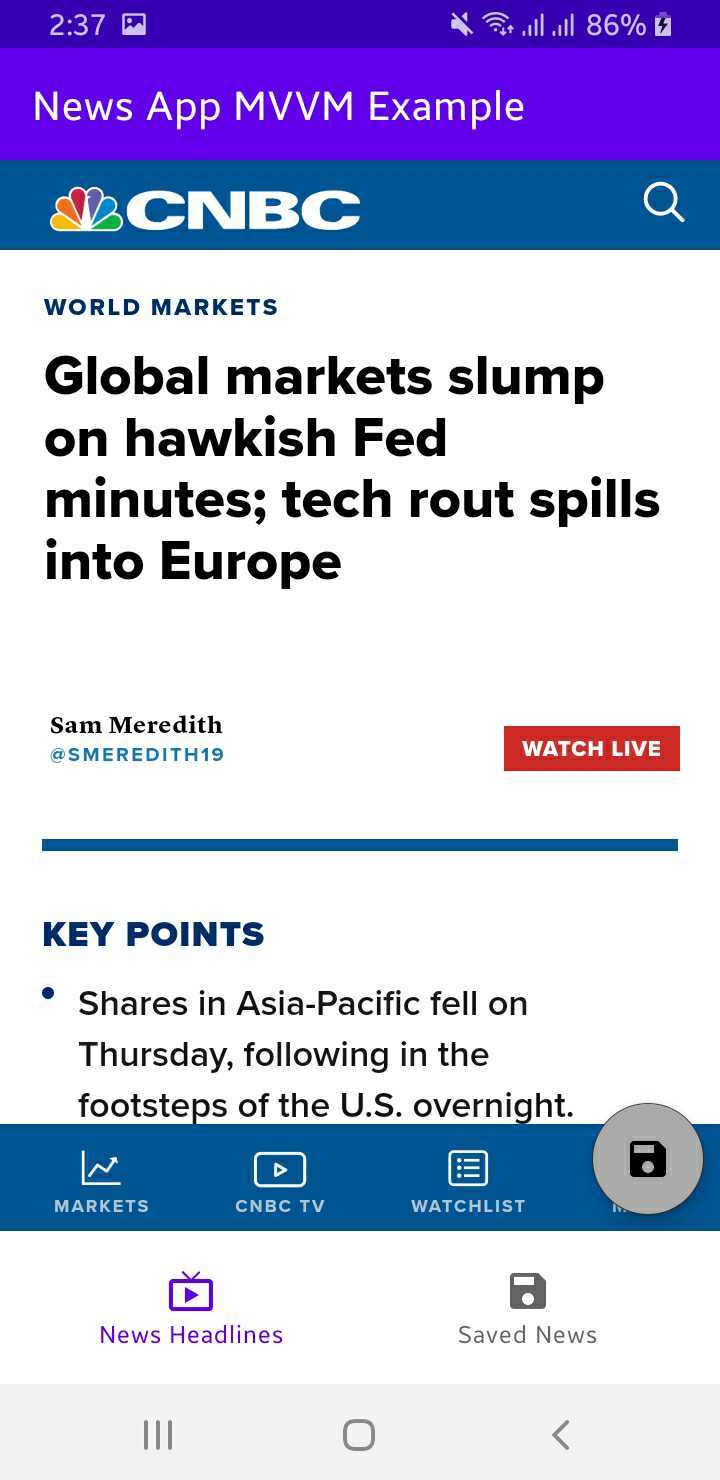 2:37 86%
News App MVVM Example
CNBC
WORLD MARKETS
Global markets slump
on hawkish Fed
minutes; tech rout spills
into Europe
Sam Meredith
@SMEREDITH19
WATCH LIVE
KEY POINTS
• Shares in Asia-Pacific fell on
Thursday, following in the
footsteps of the U.S. overnight.
MARKETS CNBC TV WATCHLIST
News Headlines Saved News